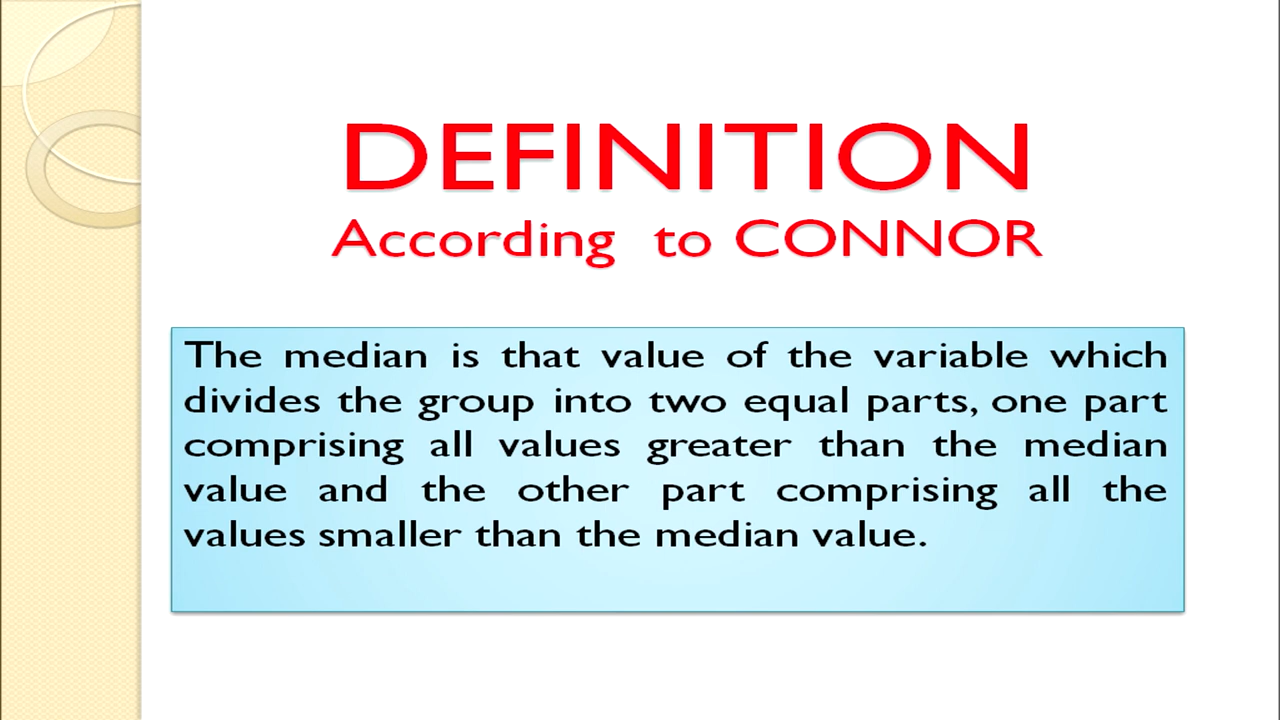 DEFINITION
According to CONNOR
The median is that value of the variable which
divides the group into two equal parts, one part
comprising all values greater than the median
value and the other part comprising all the
values smaller than the median value.